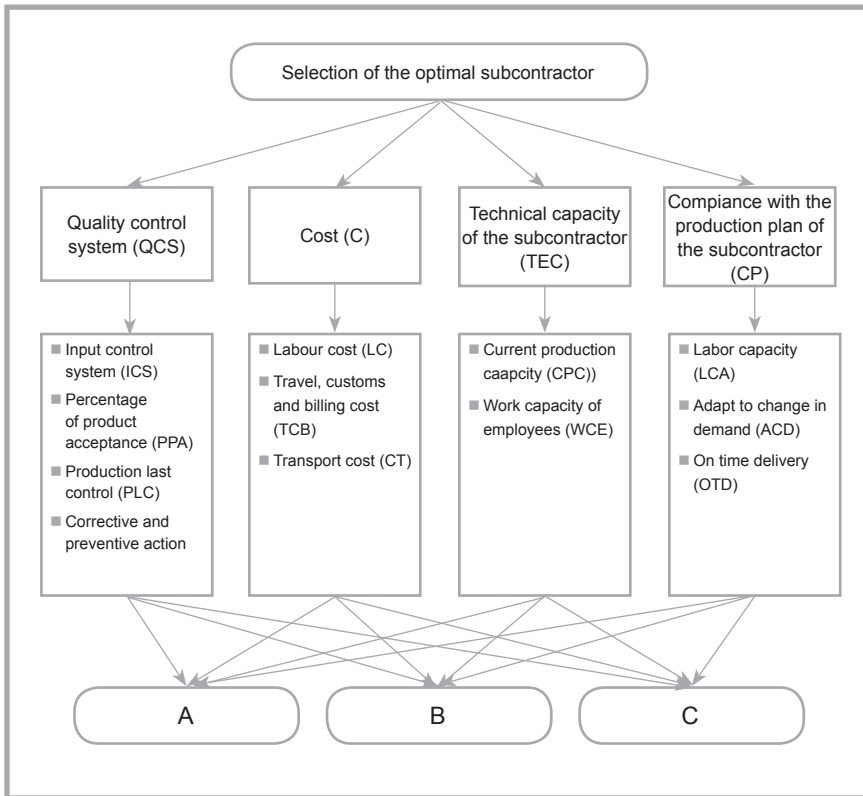 Selection of the optimal subcontractor
Quality control
system (QCS)
Cost (C)
Technical capacity
of the subcontractor
(TEC)
Compiance with the
production plan of
the subcontractor
(CP)
Input control
system (ICS)
Percentage
of product
acceptance (PPA)
Production last
control (PLC)
Corrective and
preventive action
Labour cost (LC)
Travel, customs
and billing cost
(TCB)
Transport cost (CT)
Current production
caapcity (CPC))
Work capacity of
employees (WCE)
Labor capacity
(LCA)
Adapt to change in
demand (ACD)
On time delivery
(OTD)
A
B
C